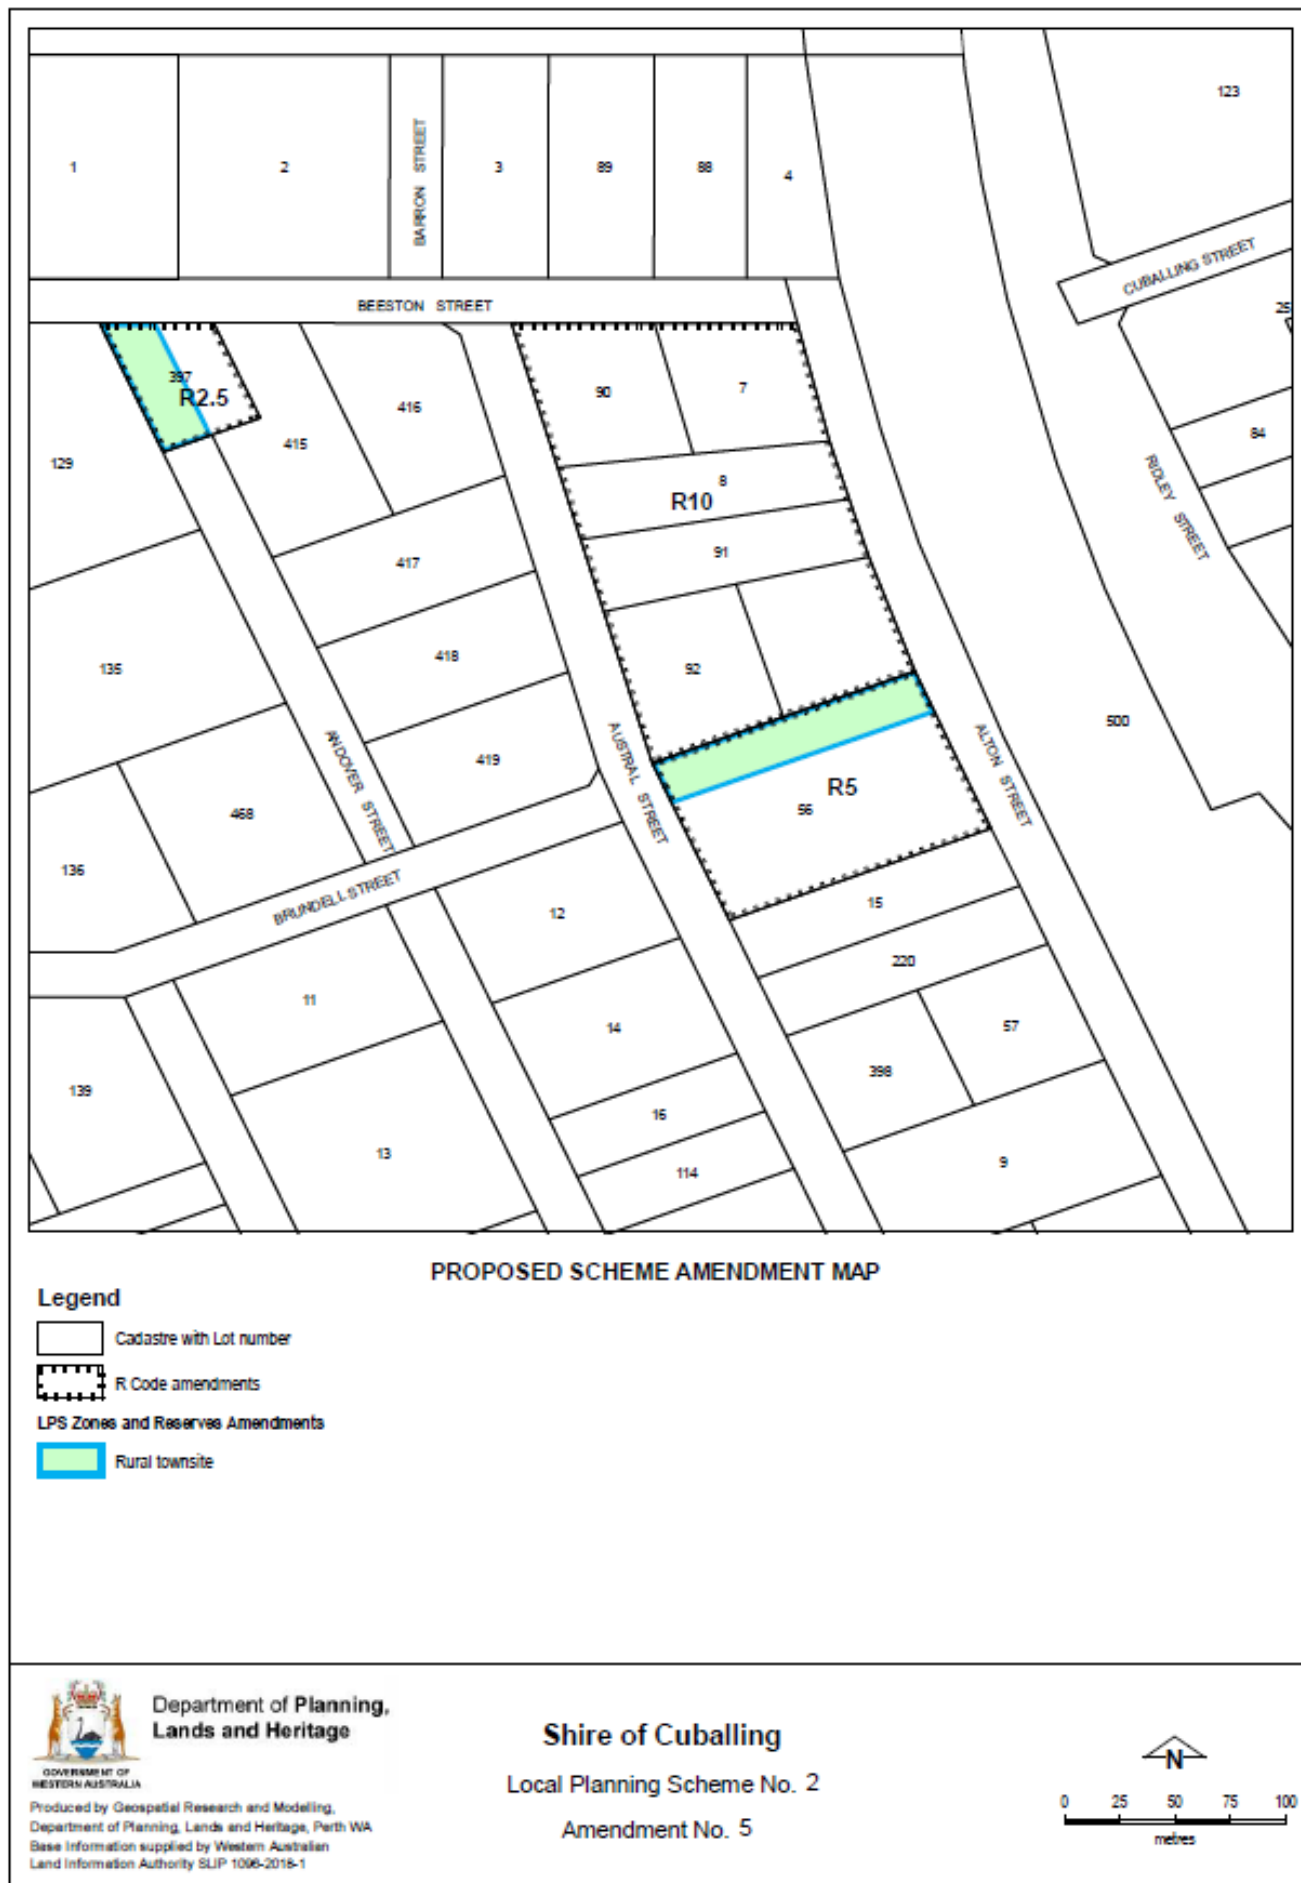 123
1
2
BARRON STREET
3
89
88
4
CUBALLING STREET
BEESTON STREET
25
397
R2.5
416
90
7
129
415
84
8
R10
RIDLEY STREET
91
417
418
92
135
500
ANDOVER STREET
419
AUSTRAL STREET
ALTON STREET
R5
56
468
136
BRUNDELL STREET
12
15
220
11
14
57
398
139
16
13
114
9
PROPOSED SCHEME AMENDMENT MAP
Legend
Cadastre with Lot number
R Code amendments
LPS Zones and Reserves Amendments
Rural townsite
Department of Planning,
Lands and Heritage
GOVERNMENT OF
WESTERN AUSTRALIA
Produced by Geospatial Research and Modelling,
Department of Planning, Lands and Heritage, Perth WA
Base Information supplied by Western Australian
Land Information Authority SLIP 1096-2018-1
Shire of Cuballing
Local Planning Scheme No. 2
Amendment No. 5
N
0 25 50 75 100
metres